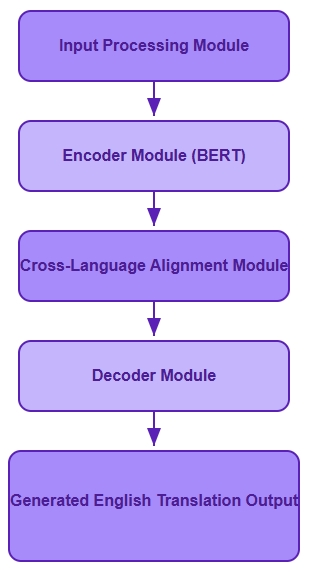 Input Processing Module
Encoder Module (BERT)
Cross-Language Alignment Module
Decoder Module
Generated English Translation Output